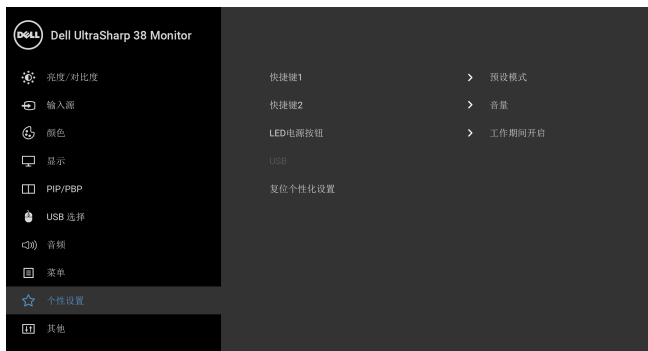 DELL Dell UltraSharp 38 Monitor
亮度/对比度
快捷键1 预设模式
输入源
快捷键2 音量
颜色
LED电源按钮 工作期间开启
显示
USB
PIP/PBP
复位个性化设置
USB 选择
音频
菜单
个性设置
其他